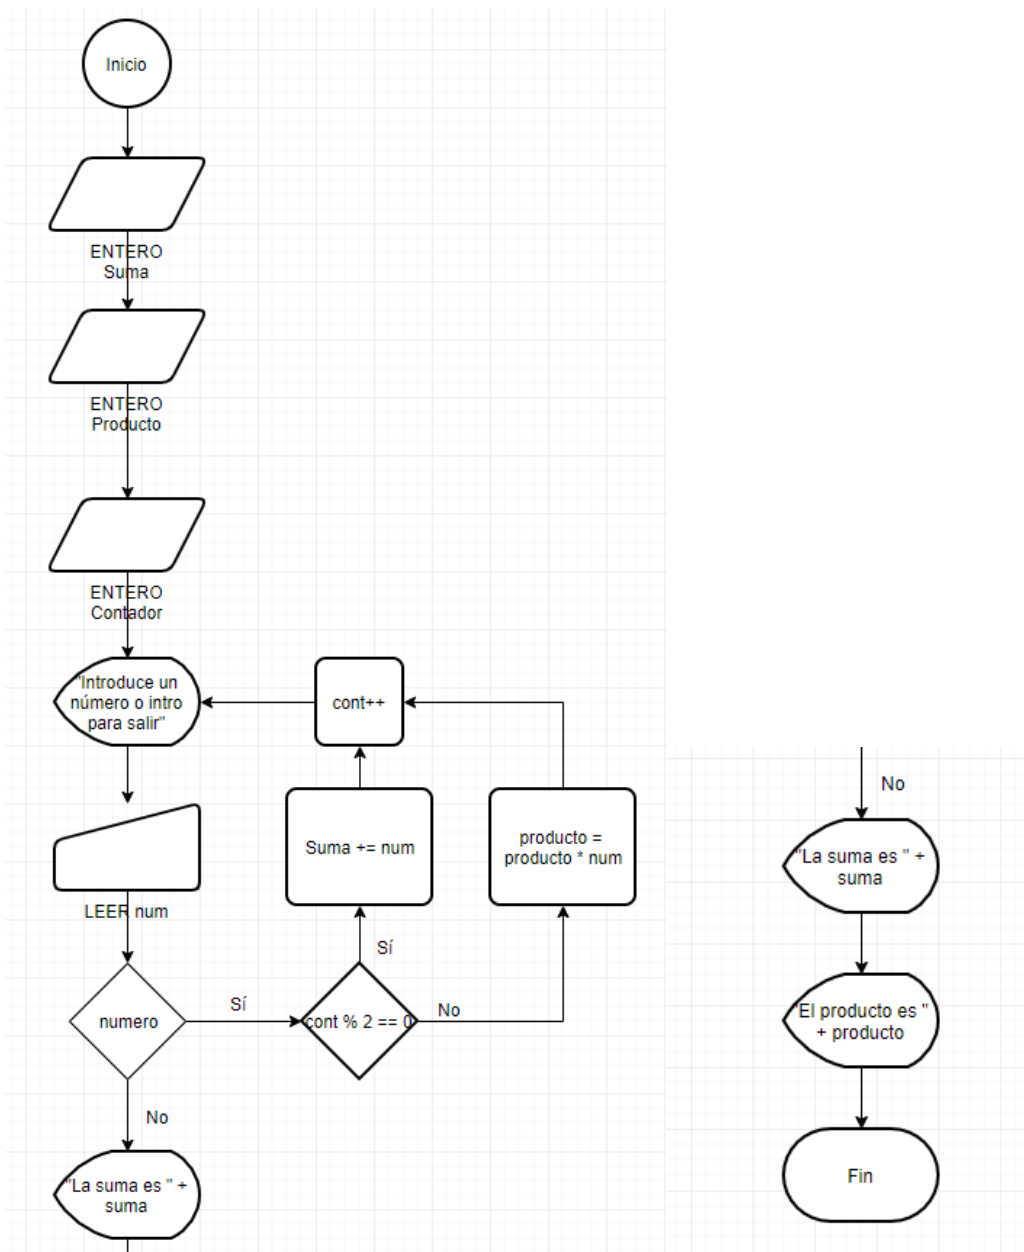 Inicio
ENTERO
Suma
ENTERO
Producto
ENTERO
Contador
"Introduce un
número o intro
para salir"
cont++
Suma += num
producto =
producto * num
LEER num
Sí
numero
Sí
cont % 2 == 0
No
No
"La suma es " +
suma
No
"La suma es " +
suma
"El producto es "
+ producto
Fin